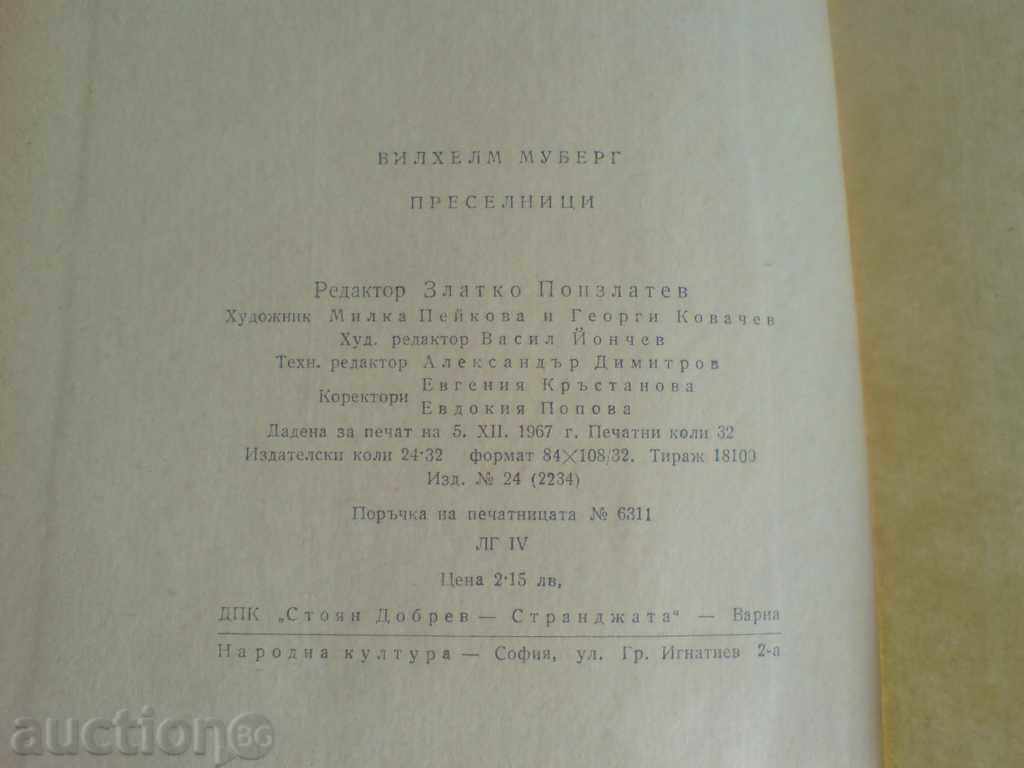 ВИЛХЕЛМ МУБЕРГ
ПРЕСЕЛНИЦИ
Редактор Златко Попзлатев
Художник Милка Пейкова и Георги Ковачев
Худ. редактор Васил Йончев
Техн. редактор Александър Димитров
Коректори Евгения Кръстанова
Евдокия Попова
Дадена за печат на 5. XII. 1967 г. Печатни коли 32
Издателски коли 24·32 формат 84×108/32. Тираж 18100
Изд. № 24 (2234)
Поръчка на печатницата № 6311
ЛГ IV
Цена 2·15 лв,
ДПК „Стоян Добрев — Странджата“ — Варна
Народна култура — София, ул. Гр. Игнатиев 2-а
auctionBG